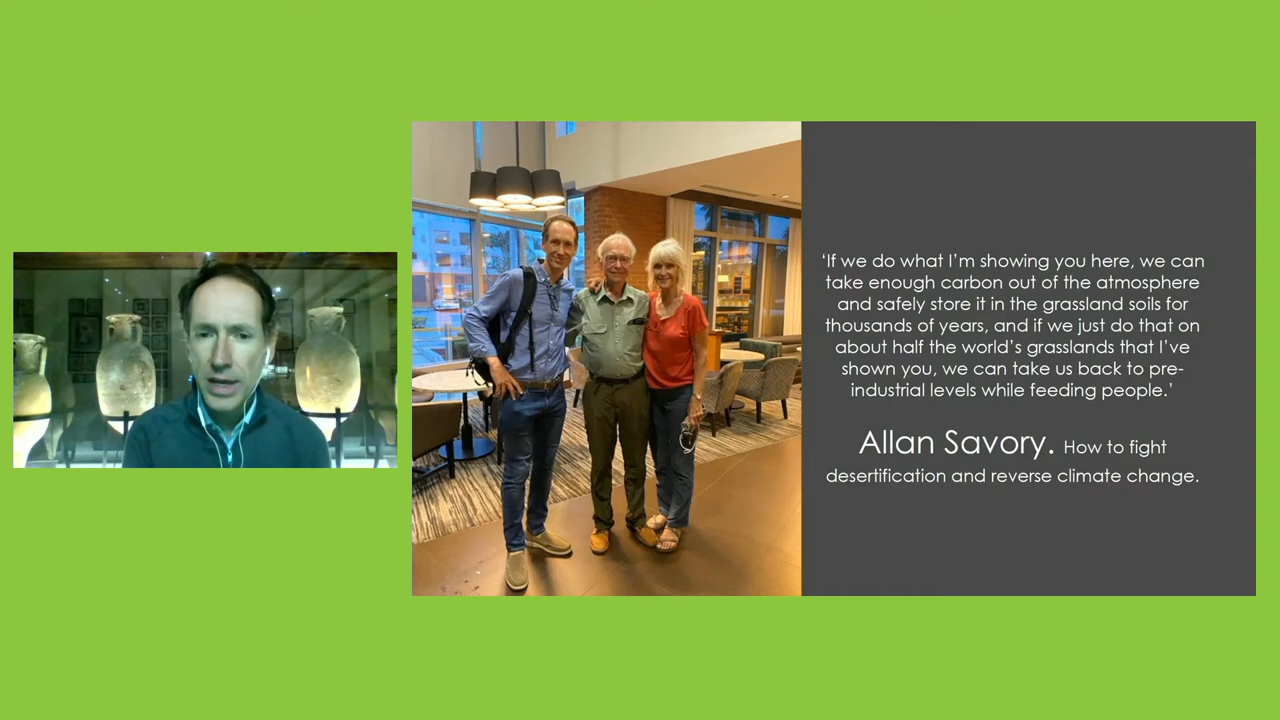 ‘If we do what I’m showing you here, we can
take enough carbon out of the atmosphere
and safely store it in the grassland soils for
thousands of years, and if we just do that on
about half the world’s grasslands that I’ve
shown you, we can take us back to pre-
industrial levels while feeding people.’
Allan Savory. How to fight
desertification and reverse climate change.